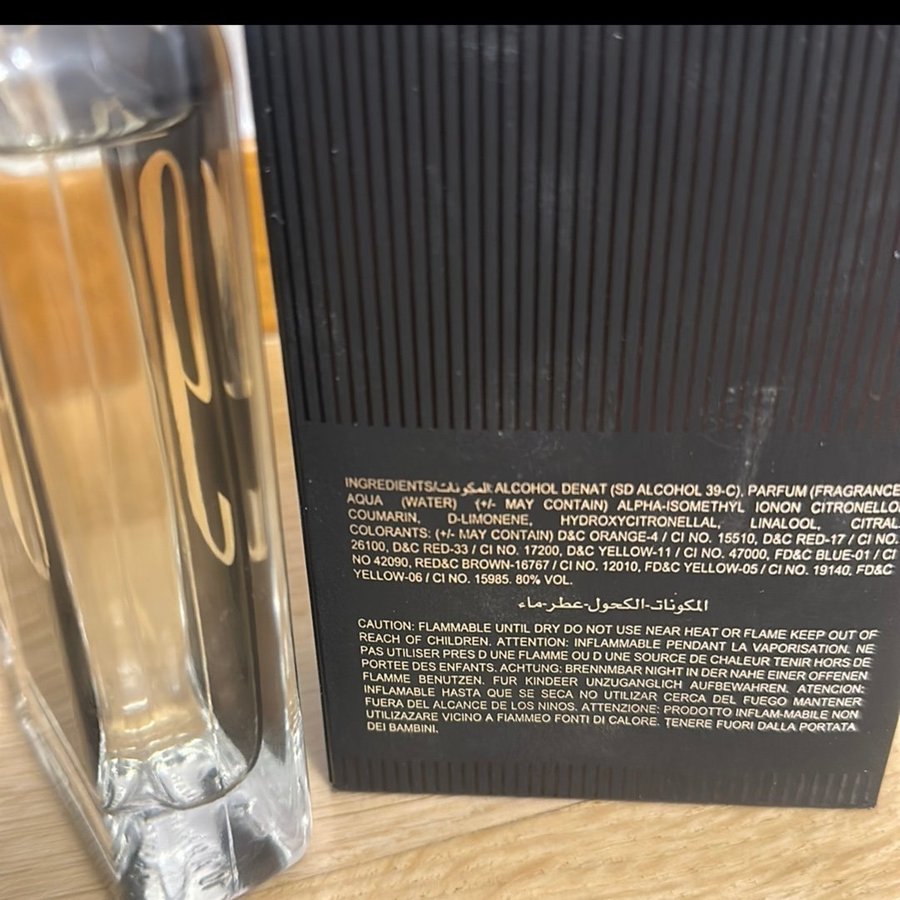 INGREDIENTS/المكونات: ALCOHOL DENAT (SD ALCOHOL 39-C), PARFUM (FRAGRANCE
AQUA (WATER) (+/- MAY CONTAIN) ALPHA-ISOMETHYL IONON CITRONELLO
COUMARIN, D-LIMONENE, HYDROXYCITRONELLAL, LINALOOL, CITRAL
COLORANTS: (+/- MAY CONTAIN) D&C ORANGE-4 / CI NO. 15510, D&C RED-17 / CI NO.
26100, D&C RED-33 / CI NO. 17200, D&C YELLOW-11 / CI NO. 47000, FD&C BLUE-01 / CI
NO 42090, RED&C BROWN-16767 / CI NO. 12010, FD&C YELLOW-05 / CI NO. 19140, FD&C
YELLOW-06 / CI NO. 15985. 80% VOL.
المكونات-الكحول-عطر-ماء
CAUTION: FLAMMABLE UNTIL DRY DO NOT USE NEAR HEAT OR FLAME KEEP OUT OF
REACH OF CHILDREN. ATTENTION: INFLAMMABLE PENDANT LA VAPORISATION. NE
PAS UTILISER PRES D UNE FLAMME OU D UNE SOURCE DE CHALEUR TENIR HORS DE
PORTEE DES ENFANTS. ACHTUNG: BRENNMBAR NIGHT IN DER NAHE EINER OFFENEN
FLAMME BENUTZEN. FUR KINDEER UNZUGANGLICH AUFBEWAHREN. ATENCION:
INFLAMABLE HASTA QUE SE SECA NO UTILIZAR CERCA DEL FUEGO MANTENER
FUERA DEL ALCANCE DE LOS NINOS. ATTENZIONE: PRODOTTO INFLAM-MABILE NON
UTILIZAZARE VICINO A FIAMMEO FONTI DI CALORE. TENERE FUORI DALLA PORTATA
DEI BAMBINI.